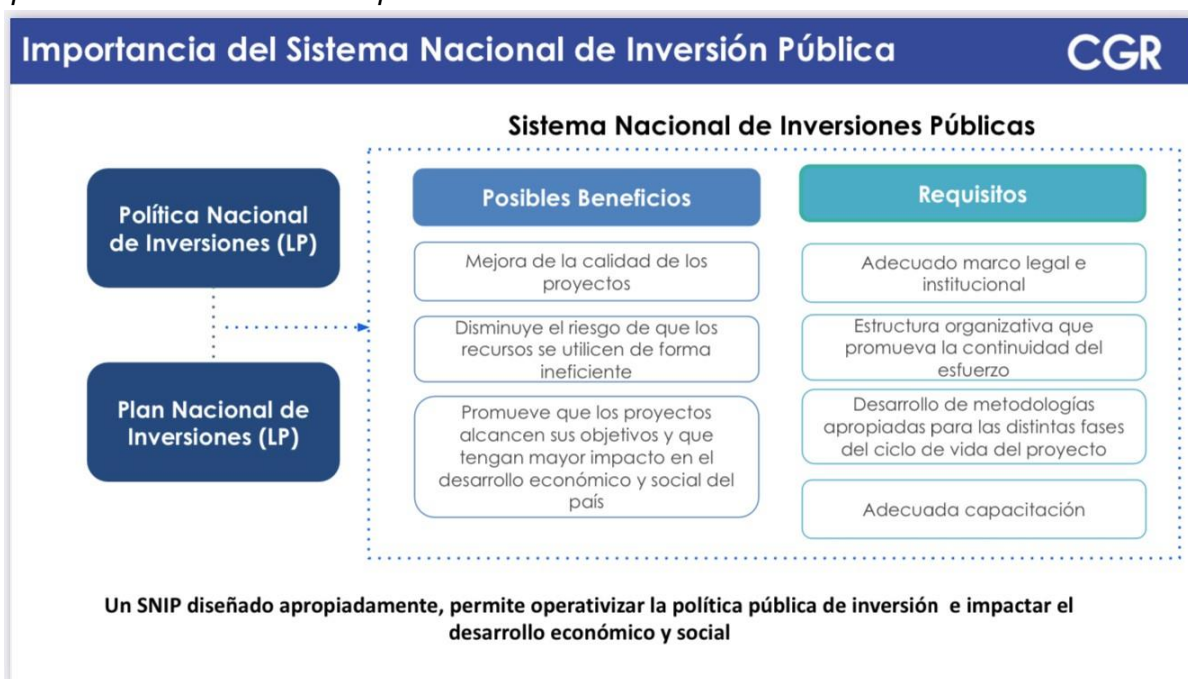 Importancia del Sistema Nacional de Inversión Pública
CGR
Sistema Nacional de Inversiones Públicas
Política Nacional
de Inversiones (LP)
Plan Nacional de
Inversiones (LP)
Posibles Beneficios
Mejora de la calidad de los
proyectos
Disminuye el riesgo de que los
recursos se utilicen de forma
ineficiente
Promueve que los proyectos
alcancen sus objetivos y que
tengan mayor impacto en el
desarrollo económico y social del
país
Requisitos
Adecuado marco legal e
institucional
Estructura organizativa que
promueva la continuidad del
esfuerzo
Desarrollo de metodologías
apropiadas para las distintas fases
del ciclo de vida del proyecto
Adecuada capacitación
Un SNIP diseñado apropiadamente, permite operativizar la política pública de inversión e impactar el
desarrollo económico y social